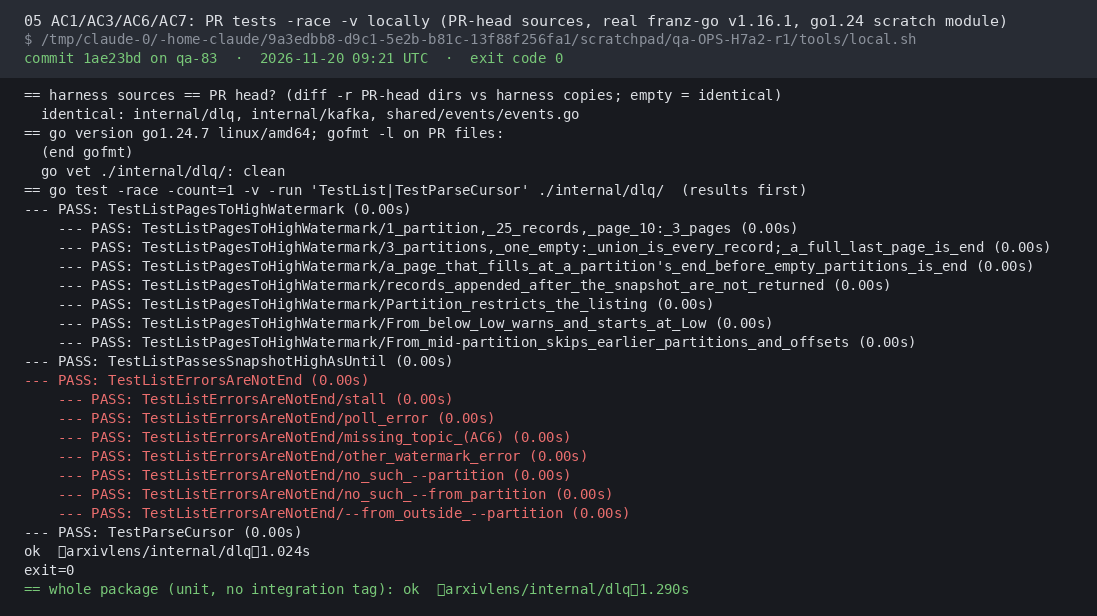 05 AC1/AC3/AC6/AC7: PR tests -race -v locally (PR-head sources, real franz-go v1.16.1, go1.24 scratch module)
$ /tmp/claude-0/-home-claude/9a3edbb8-d9c1-5e2b-b81c-13f88f256fa1/scratchpad/qa-OPS-H7a2-r1/tools/local.sh
commit 1ae23bd on qa-83 · 2026-11-20 09:21 UTC · exit code 0
== harness sources == PR head? (diff -r PR-head dirs vs harness copies; empty = identical)
identical: internal/dlq, internal/kafka, shared/events/events.go
== go version go1.24.7 linux/amd64; gofmt -l on PR files:
(end gofmt)
go vet ./internal/dlq/: clean
== go test -race -count=1 -v -run 'TestList|TestParseCursor' ./internal/dlq/  (results first)
--- PASS: TestListPagesToHighWatermark (0.00s)
--- PASS: TestListPagesToHighWatermark/1_partition,_25_records,_page_10:_3_pages (0.00s)
--- PASS: TestListPagesToHighWatermark/3_partitions,_one_empty:_union_is_every_record;_a_full_last_page_is_end (0.00s)
--- PASS: TestListPagesToHighWatermark/a_page_that_fills_at_a_partition's_end_before_empty_partitions_is_end (0.00s)
--- PASS: TestListPagesToHighWatermark/records_appended_after_the_snapshot_are_not_returned (0.00s)
--- PASS: TestListPagesToHighWatermark/Partition_restricts_the_listing (0.00s)
--- PASS: TestListPagesToHighWatermark/From_below_Low_warns_and_starts_at_Low (0.00s)
--- PASS: TestListPagesToHighWatermark/From_mid-partition_skips_earlier_partitions_and_offsets (0.00s)
--- PASS: TestListPassesSnapshotHighAsUntil (0.00s)
--- PASS: TestListErrorsAreNotEnd (0.00s)
--- PASS: TestListErrorsAreNotEnd/stall (0.00s)
--- PASS: TestListErrorsAreNotEnd/poll_error (0.00s)
--- PASS: TestListErrorsAreNotEnd/missing_topic_(AC6) (0.00s)
--- PASS: TestListErrorsAreNotEnd/other_watermark_error (0.00s)
--- PASS: TestListErrorsAreNotEnd/no_such_--partition (0.00s)
--- PASS: TestListErrorsAreNotEnd/no_such_--from_partition (0.00s)
--- PASS: TestListErrorsAreNotEnd/--from_outside_--partition (0.00s)
--- PASS: TestParseCursor (0.00s)
ok  arxivlens/internal/dlq 1.024s
exit=0
== whole package (unit, no integration tag): ok  arxivlens/internal/dlq 1.290s